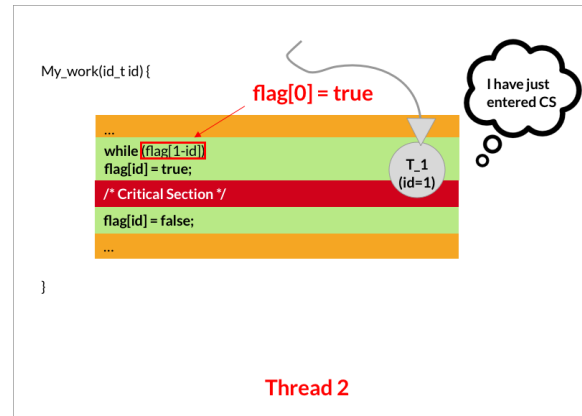 My_work(id_t id) {
flag[0] = true
I have just
entered CS
...
while (flag[1-id])
flag[id] = true;
T_1
(id=1)
/* Critical Section */
flag[id] = false;
...
}
Thread 2